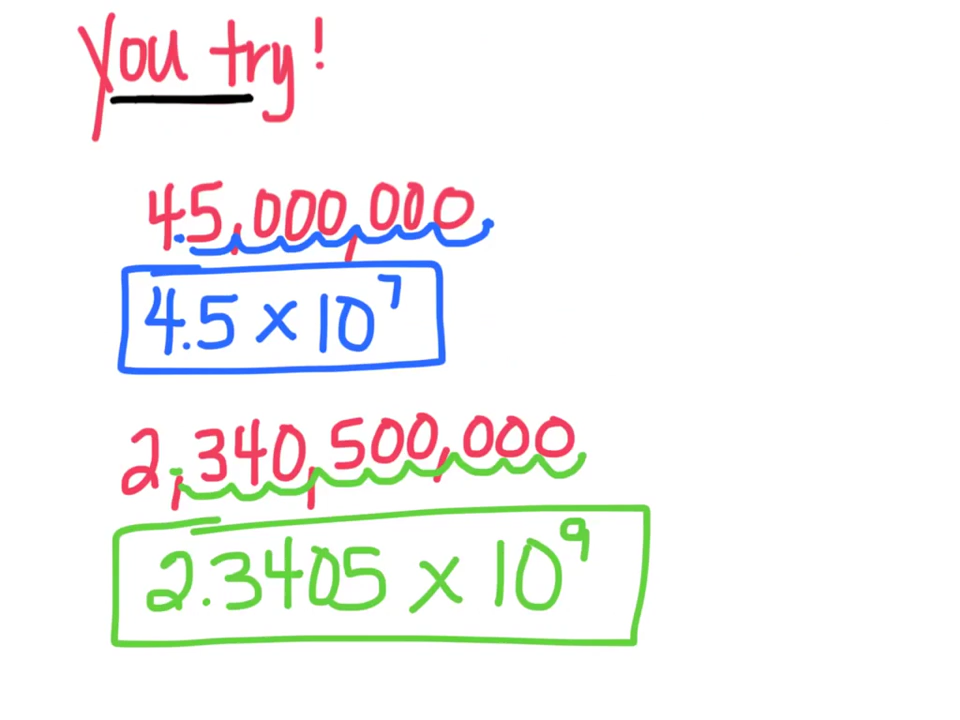 You try!
45,000,000
4.5 x 10⁷
2,340,500,000
2.3405 x 10⁹